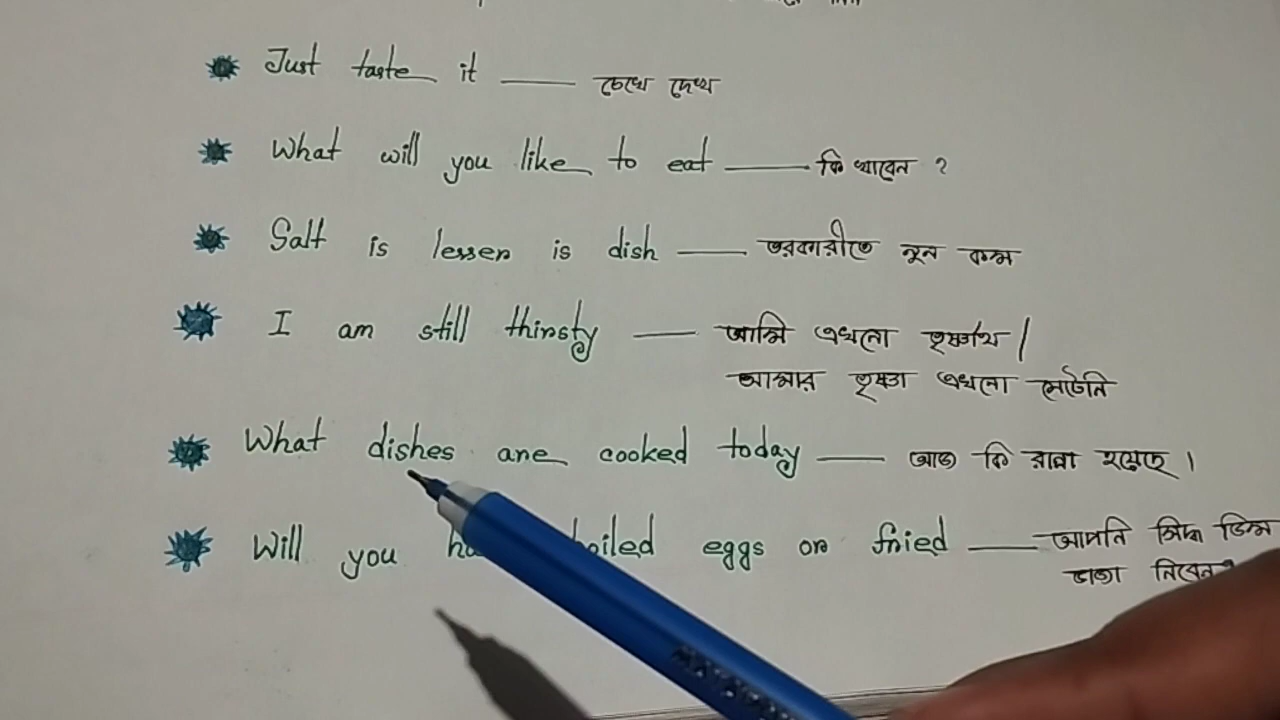 Just taste it —— চেখে দেখ
What will you like to eat —— কি খাবেন ?
Salt is lesser is dish —— তরকারীতে নুন কম
I am still thirsty —— আমি এখনো তৃষ্ণার্থ |
আমার তৃষ্ণা এখনো মেটেনি
What dishes are cooked today —— আজ কি রান্না হয়েছে ।
Will you boiled eggs or fried —— আপনি সিদ্ধ ডিম
ভাজা নিবেন?